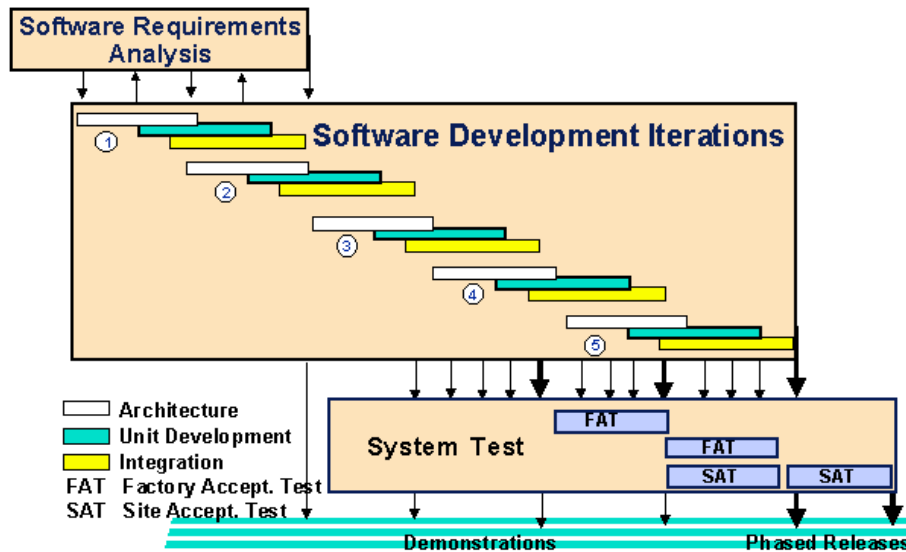 Software Requirements
Analysis
Software Development Iterations
1
2
3
4
5
Architecture
Unit Development
Integration
FAT Factory Accept. Test
SAT Site Accept. Test
System Test
FAT
FAT
SAT
SAT
Demonstrations
Phased Releases